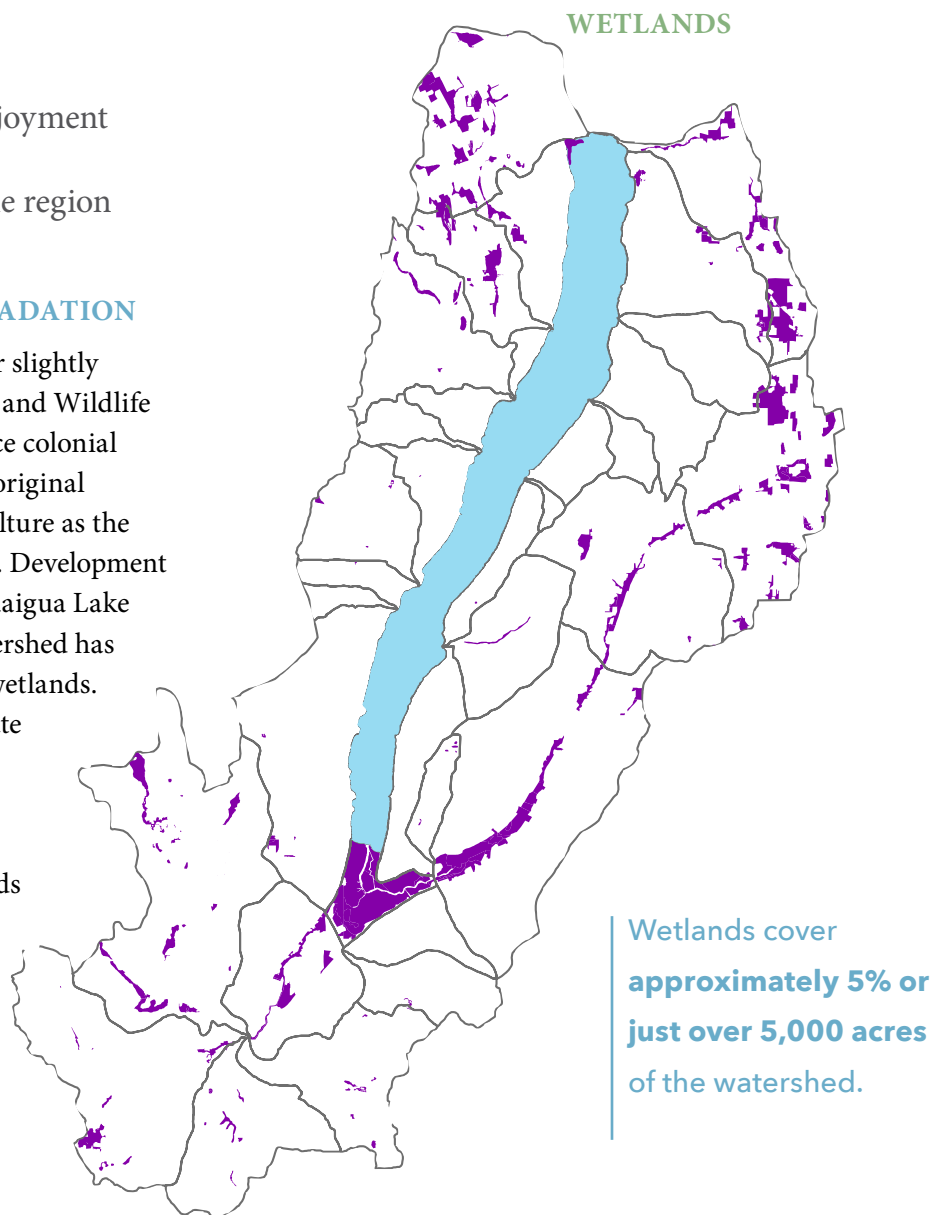 WETLANDS
joyment
e region
ADATION
r slightly
and Wildlife
ce colonial
original
lture as the
. Development
aigua Lake
ershed has
vetlands.
te
ds
Wetlands cover
approximately 5% or
just over 5,000 acres
of the watershed.